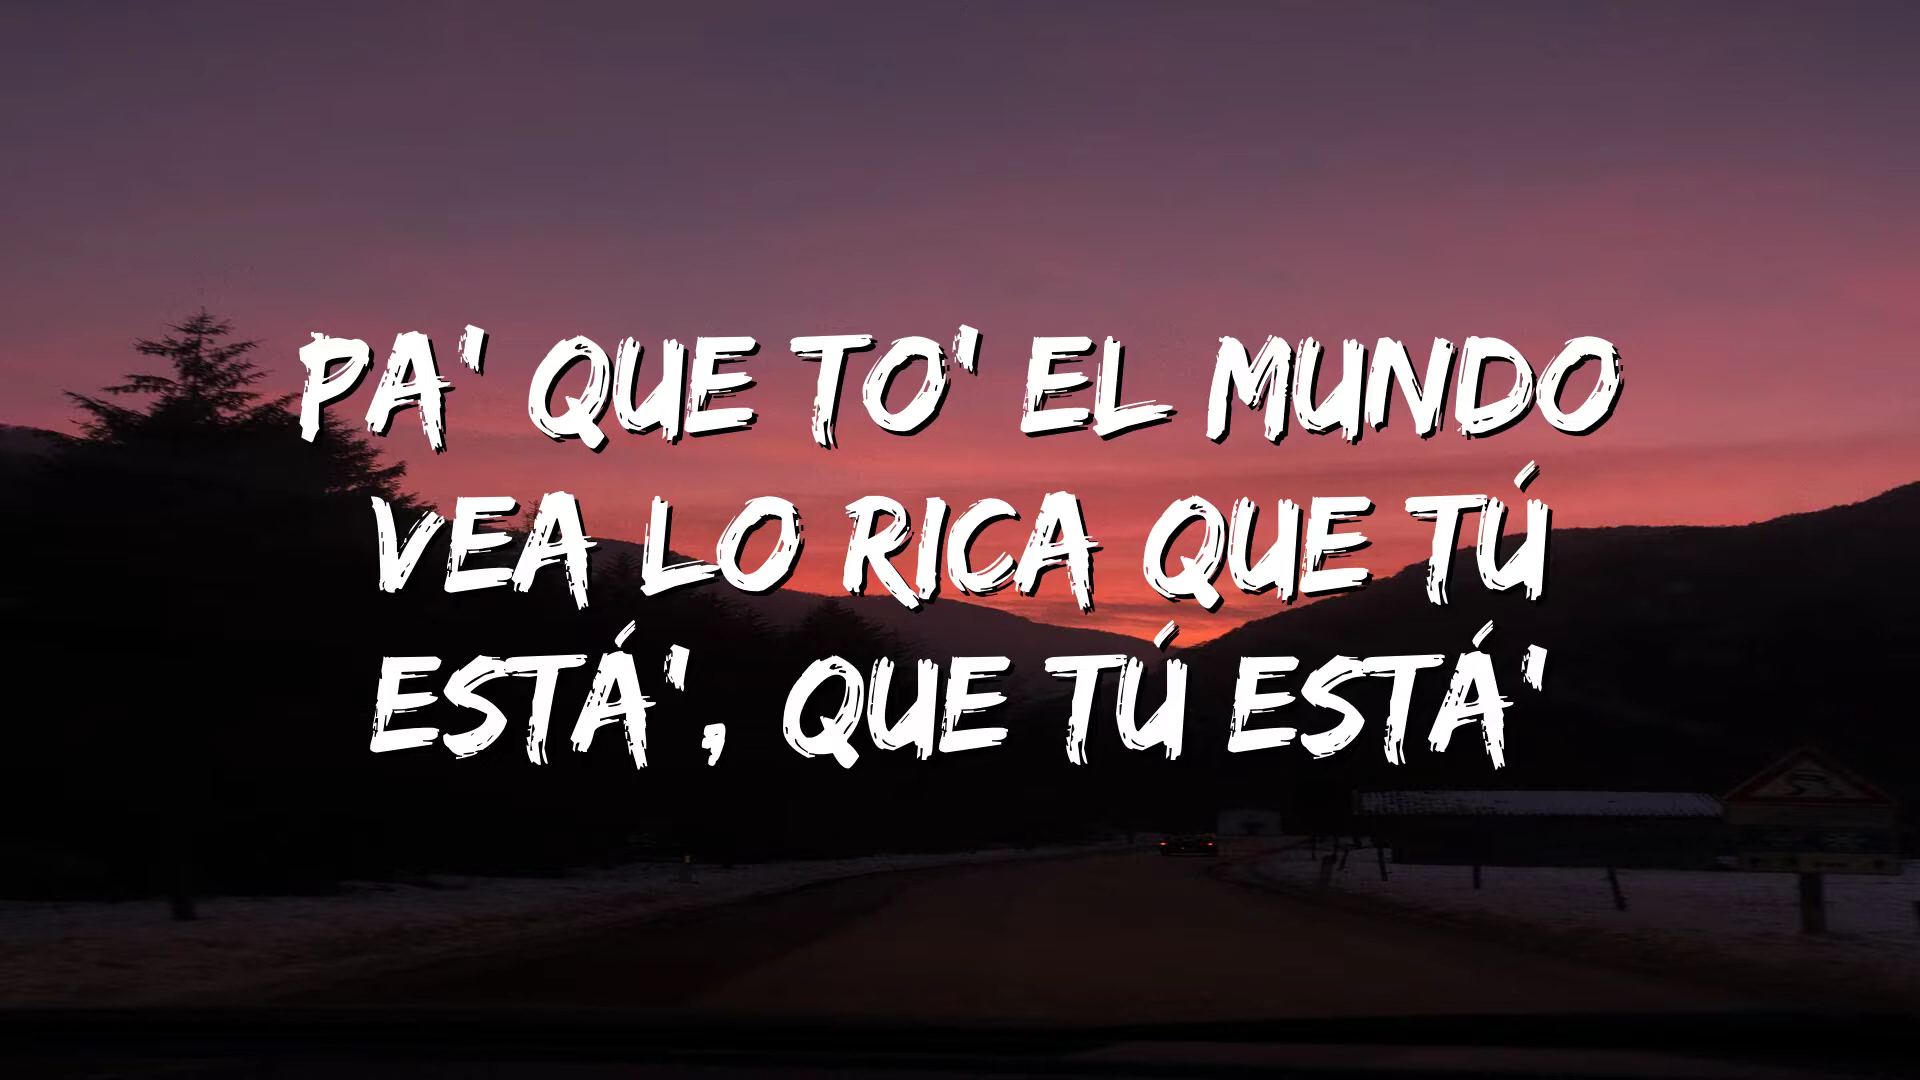 PA' QUE TO' EL MUNDO
VEA LO RICA QUE TÚ
ESTÁ', QUE TÚ ESTÁ'